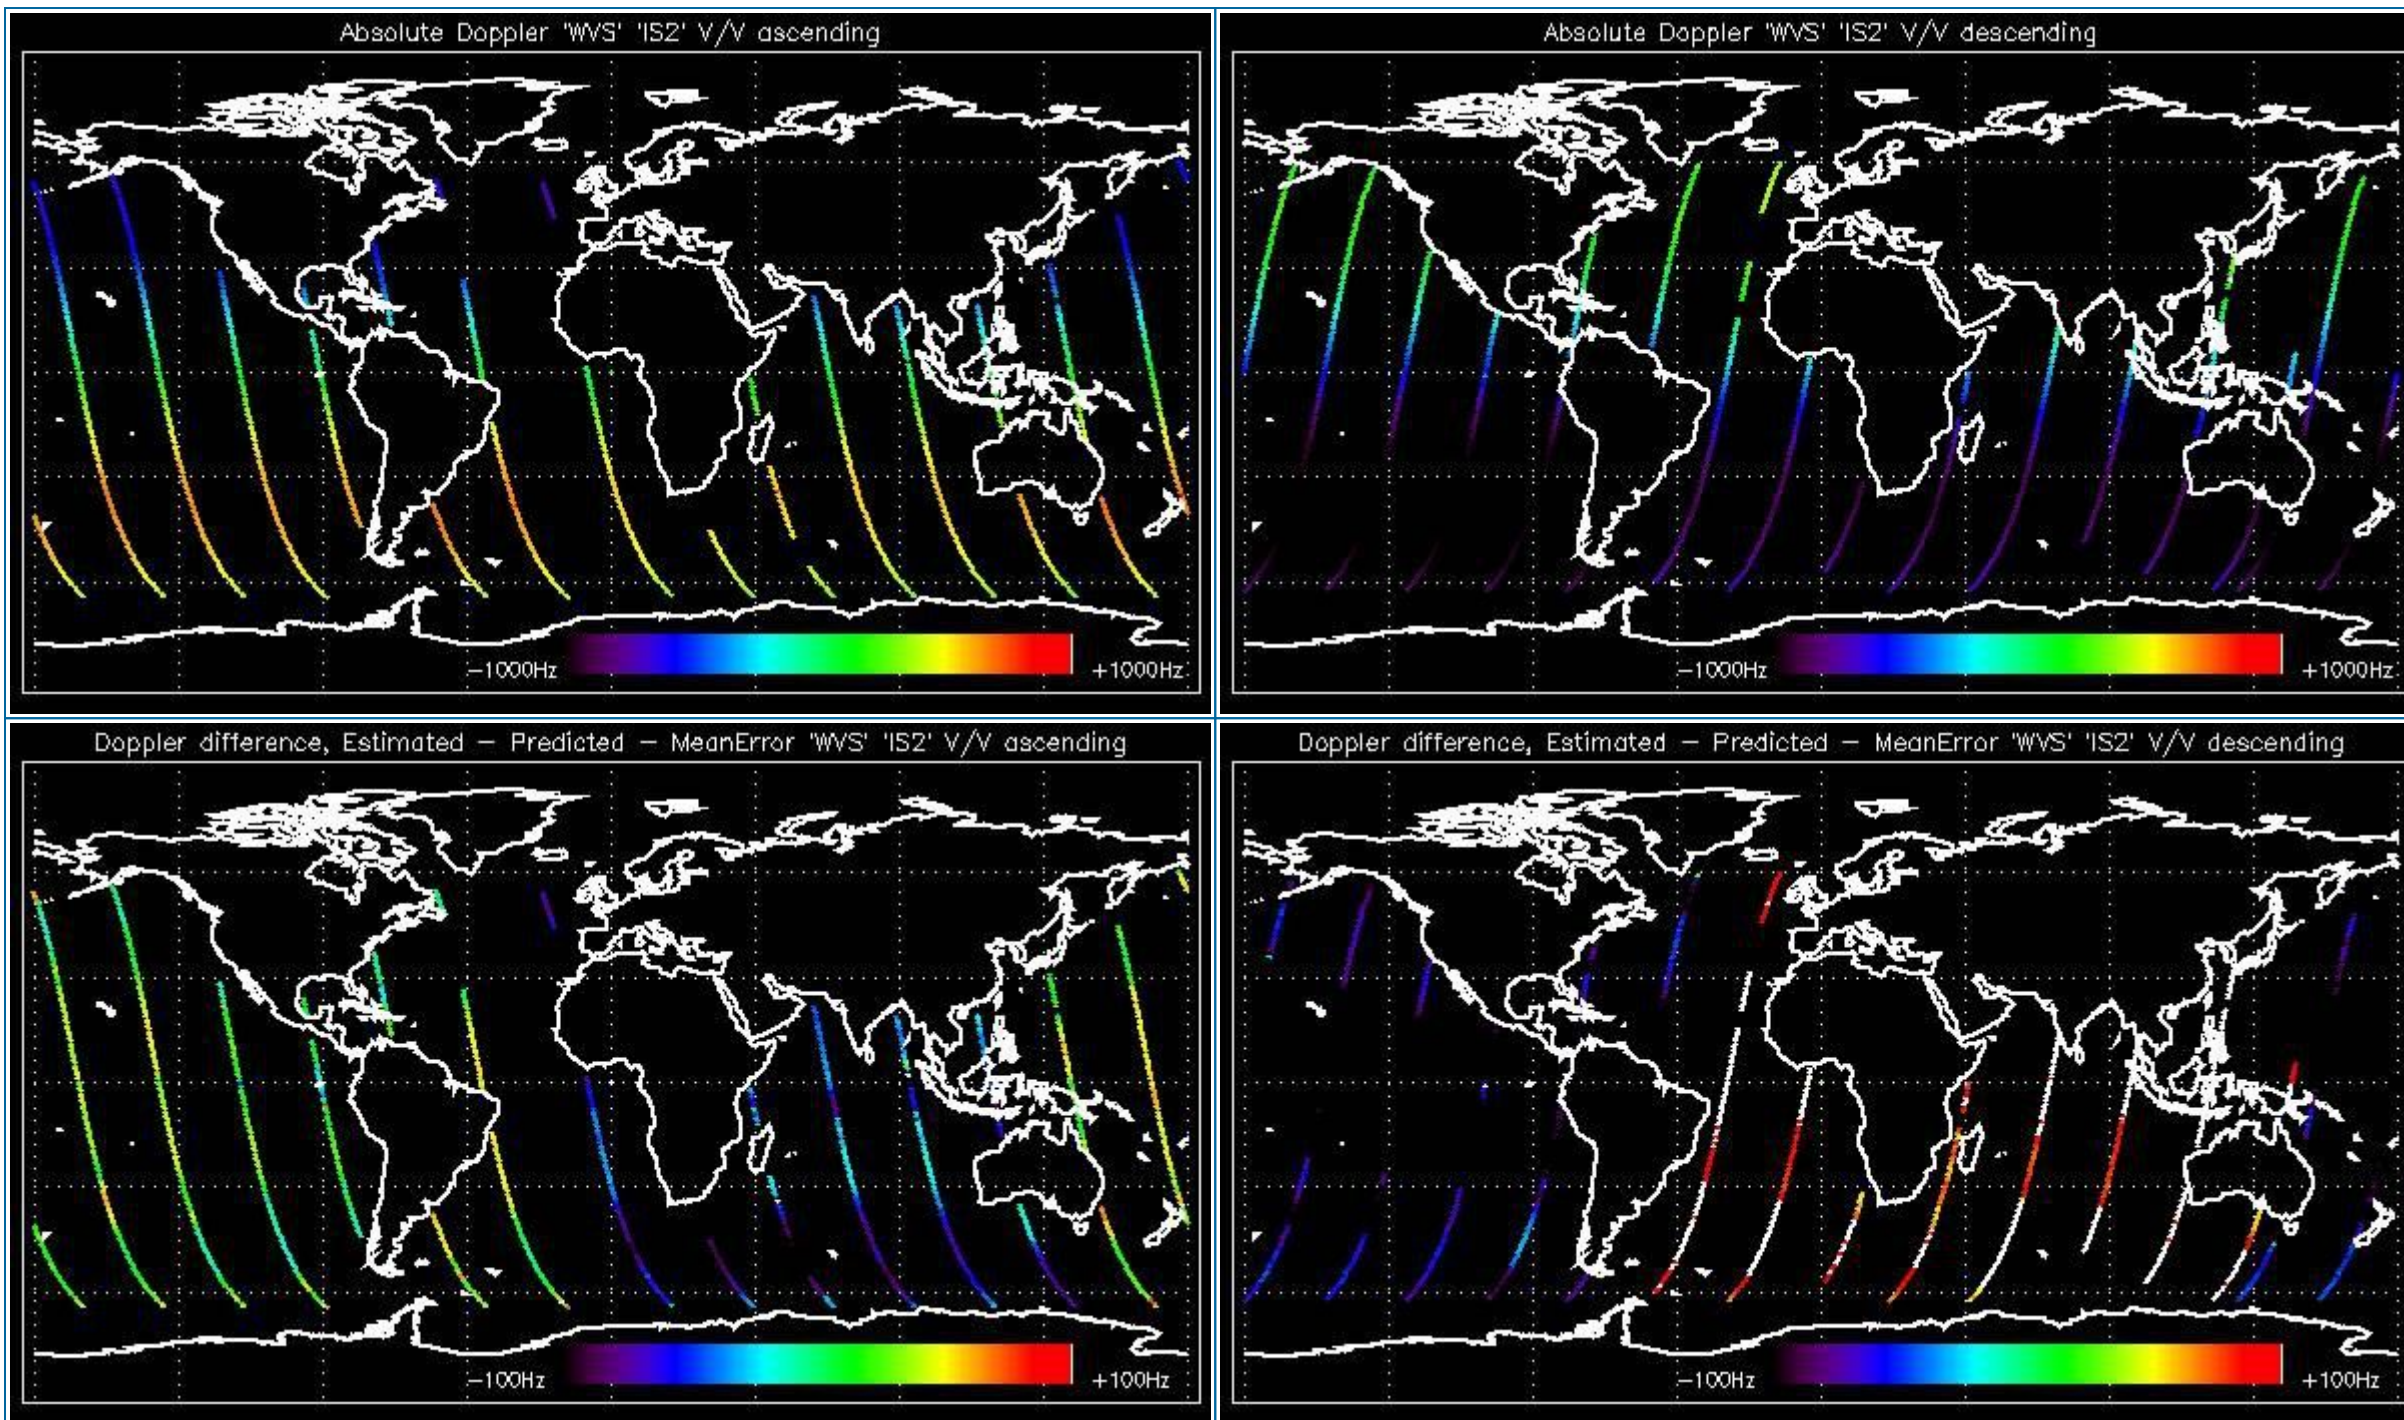 Absolute Doppler 'WVS' 'IS2' V/V ascending
-1000Hz
+1000Hz
Absolute Doppler 'WVS' 'IS2' V/V descending
-1000Hz
+1000Hz
Doppler difference, Estimated - Predicted - MeanError 'WVS' 'IS2' V/V ascending
-100Hz
+100Hz
Doppler difference, Estimated - Predicted - MeanError 'WVS' 'IS2' V/V descending
-100Hz
+100Hz